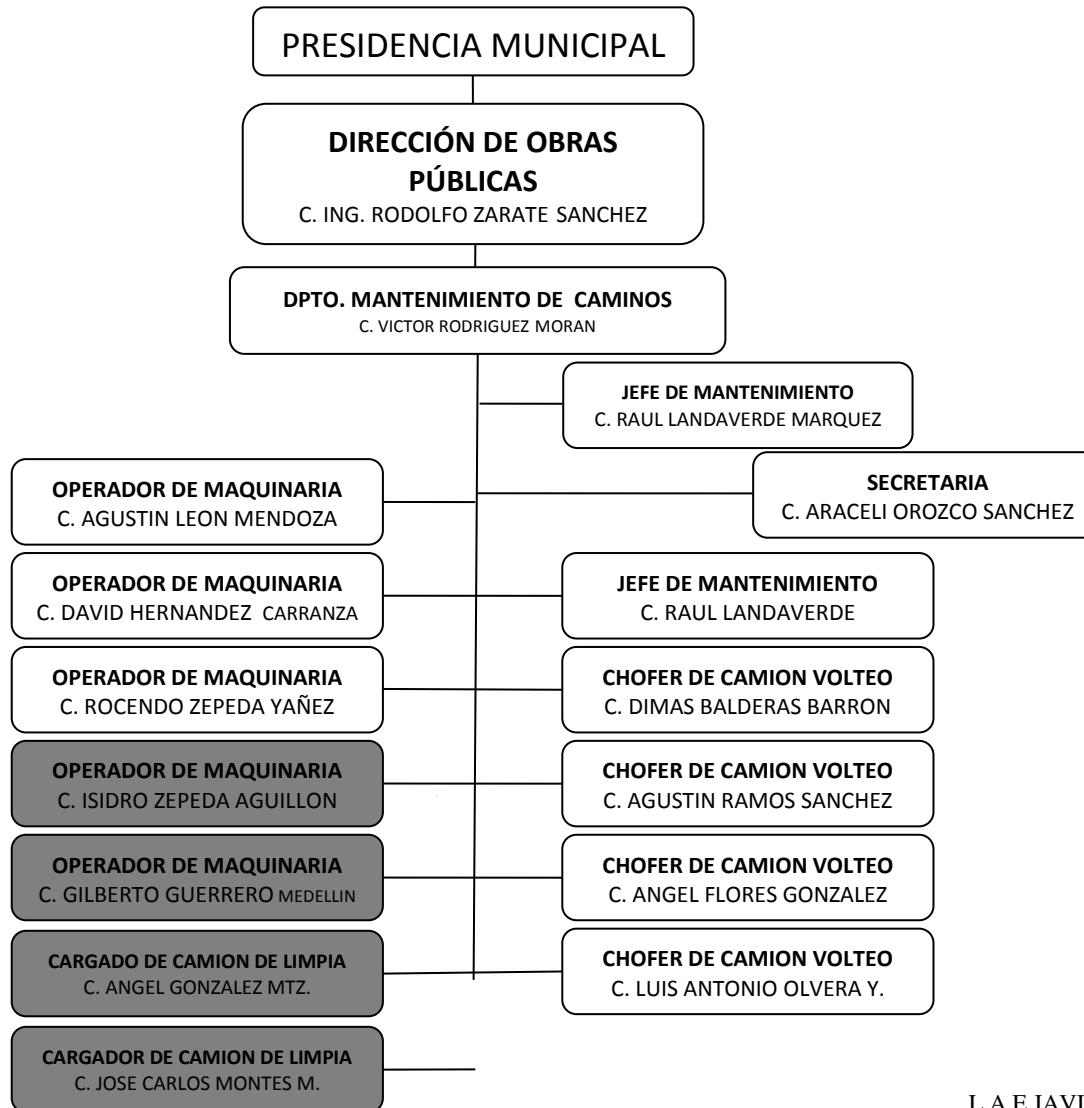 PRESIDENCIA MUNICIPAL
DIRECCIÓN DE OBRAS
PÚBLICAS
C. ING. RODOLFO ZARATE SANCHEZ
DPTO. MANTENIMIENTO DE CAMINOS
C. VICTOR RODRIGUEZ MORAN
JEFE DE MANTENIMIENTO
C. RAUL LANDAVERDE MARQUEZ
OPERADOR DE MAQUINARIA
C. AGUSTIN LEON MENDOZA
SECRETARIA
C. ARACELI OROZCO SANCHEZ
OPERADOR DE MAQUINARIA
C. DAVID HERNANDEZ CARRANZA
JEFE DE MANTENIMIENTO
C. RAUL LANDAVERDE
OPERADOR DE MAQUINARIA
C. ROCENDO ZEPEDA YAÑEZ
CHOFER DE CAMION VOLTEO
C. DIMAS BALDERAS BARRON
OPERADOR DE MAQUINARIA
C. ISIDRO ZEPEDA AGUILLON
CHOFER DE CAMION VOLTEO
C. AGUSTIN RAMOS SANCHEZ
OPERADOR DE MAQUINARIA
C. GILBERTO GUERRERO MEDELLIN
CHOFER DE CAMION VOLTEO
C. ANGEL FLORES GONZALEZ
CARGADO DE CAMION DE LIMPIA
C. ANGEL GONZALEZ MTZ.
CHOFER DE CAMION VOLTEO
C. LUIS ANTONIO OLVERA Y.
CARGADOR DE CAMION DE LIMPIA
C. JOSE CARLOS MONTES M.
L.A.E